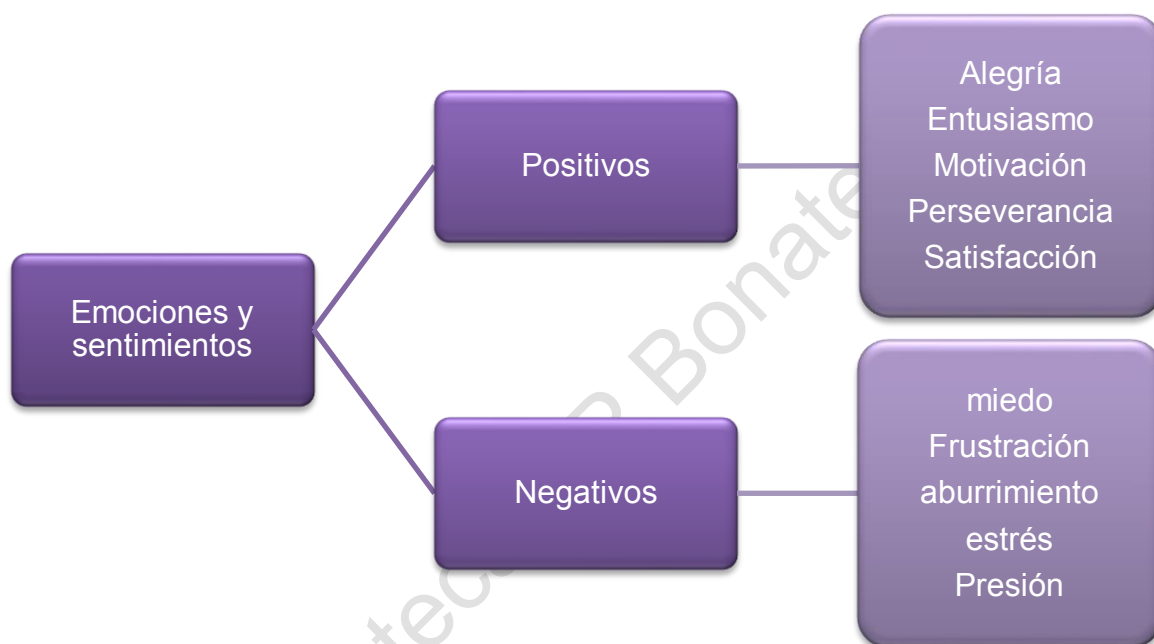 Emociones y
sentimientos
Positivos
Alegría
Entusiasmo
Motivación
Perseverancia
Satisfacción
Negativos
miedo
Frustración
aburrimiento
estrés
Presión